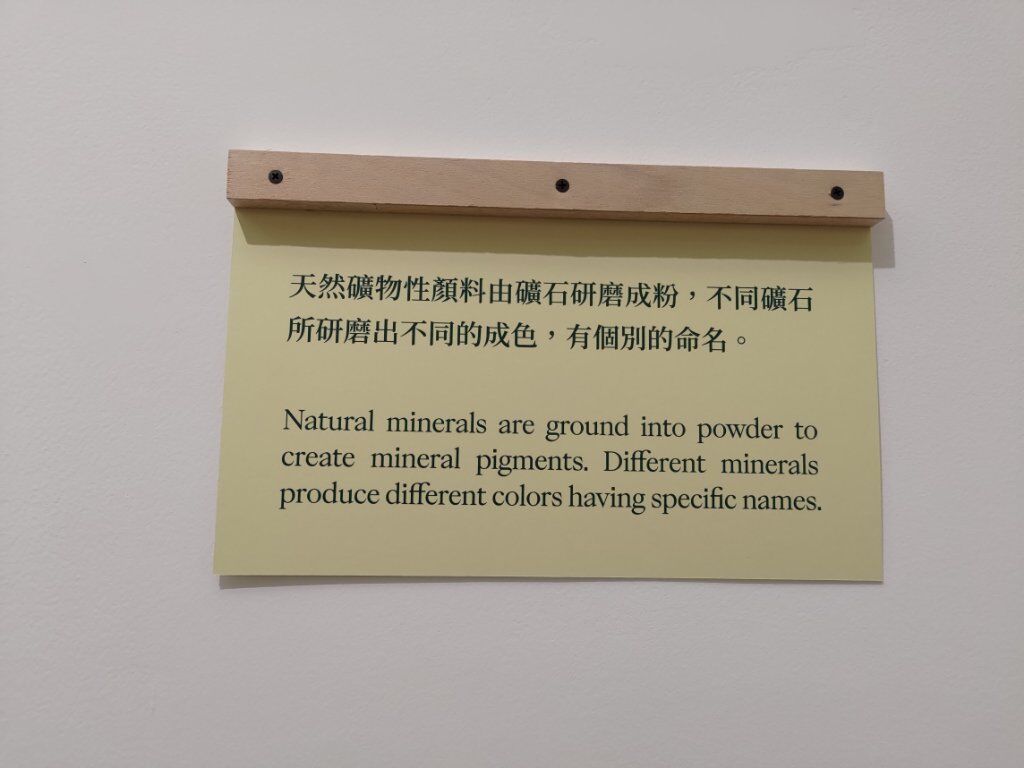 天然礦物性顏料由礦石研磨成粉，不同礦石
所研磨出不同的成色，有個別的命名。
Natural minerals are ground into powder to
create mineral pigments. Different minerals
produce different colors having specific names.